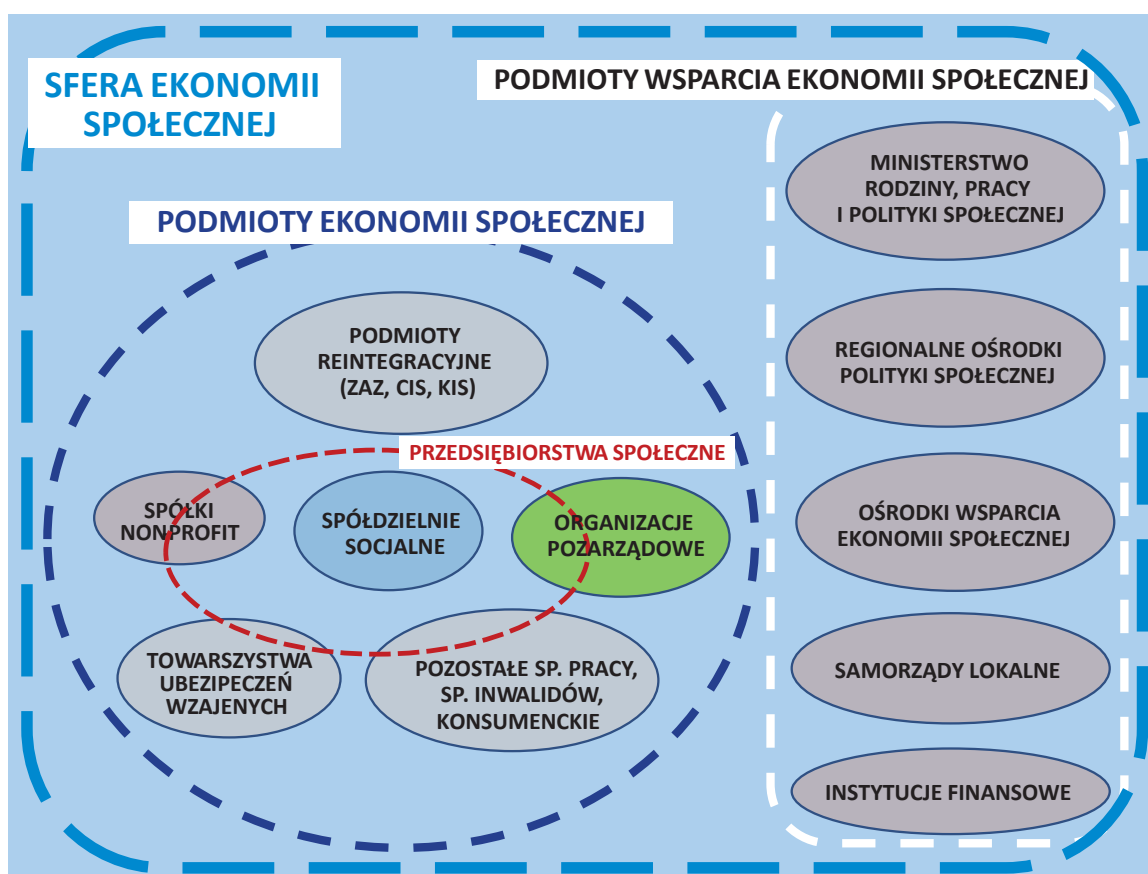 SFERA EKONOMII
SPOŁECZNEJ
PODMIOTY WSPARCIA EKONOMII SPOŁECZNEJ
PODMIOTY EKONOMII SPOŁECZNEJ
PODMIOTY
REINTEGRACYJNE
(ZAZ, CIS, KIS)
PRZEDSIĘBIORSTWA SPOŁECZNE
SPÓŁKI
NONPROFIT
SPÓŁDZIELNIE
SOCJALNE
ORGANIZACJE
POZARZĄDOWE
TOWARSZYSTWA
UBEZIPECZEŃ
WZAJENYCH
POZOSTAŁE SP. PRACY,
SP. INWALIDÓW,
KONSUMENCKIE
MINISTERSTWO
RODZINY, PRACY
I POLITYKI SPOŁECZNEJ
REGIONALNE OŚRODKI
POLITYKI SPOŁECZNEJ
OŚRODKI WSPARCIA
EKONOMII SPOŁECZNEJ
SAMORZĄDY LOKALNE
INSTYTUCJE FINANSOWE